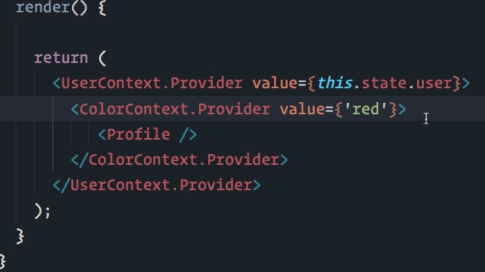 render() {
return (
<UserContext.Provider value={this.state.user}>
<ColorContext.Provider value={'red'}>
<Profile />
</ColorContext.Provider>
</UserContext.Provider>
);
}
}